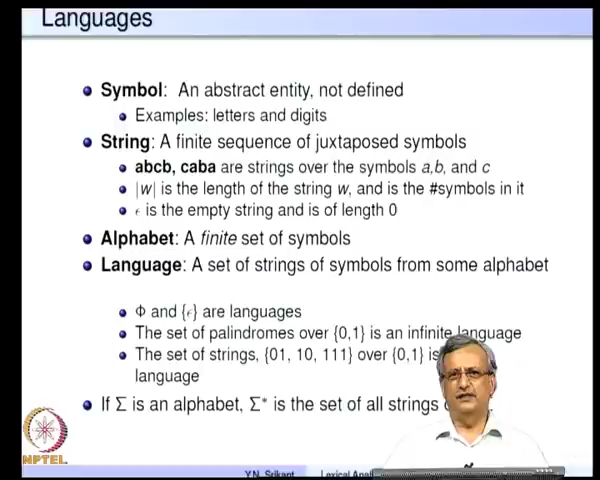 Languages
Symbol: An abstract entity, not defined
Examples: letters and digits
String: A finite sequence of juxtaposed symbols
abcb, caba are strings over the symbols a,b, and c
|w| is the length of the string w, and is the #symbols in it
ϵ is the empty string and is of length 0
Alphabet: A finite set of symbols
Language: A set of strings of symbols from some alphabet
Φ and {ϵ} are languages
The set of palindromes over {0,1} is an infinite language
The set of strings, {01, 10, 111} over {0,1} is
language
If Σ is an alphabet, Σ* is the set of all strings
NPTEL
Y.N. Srikant Lexical